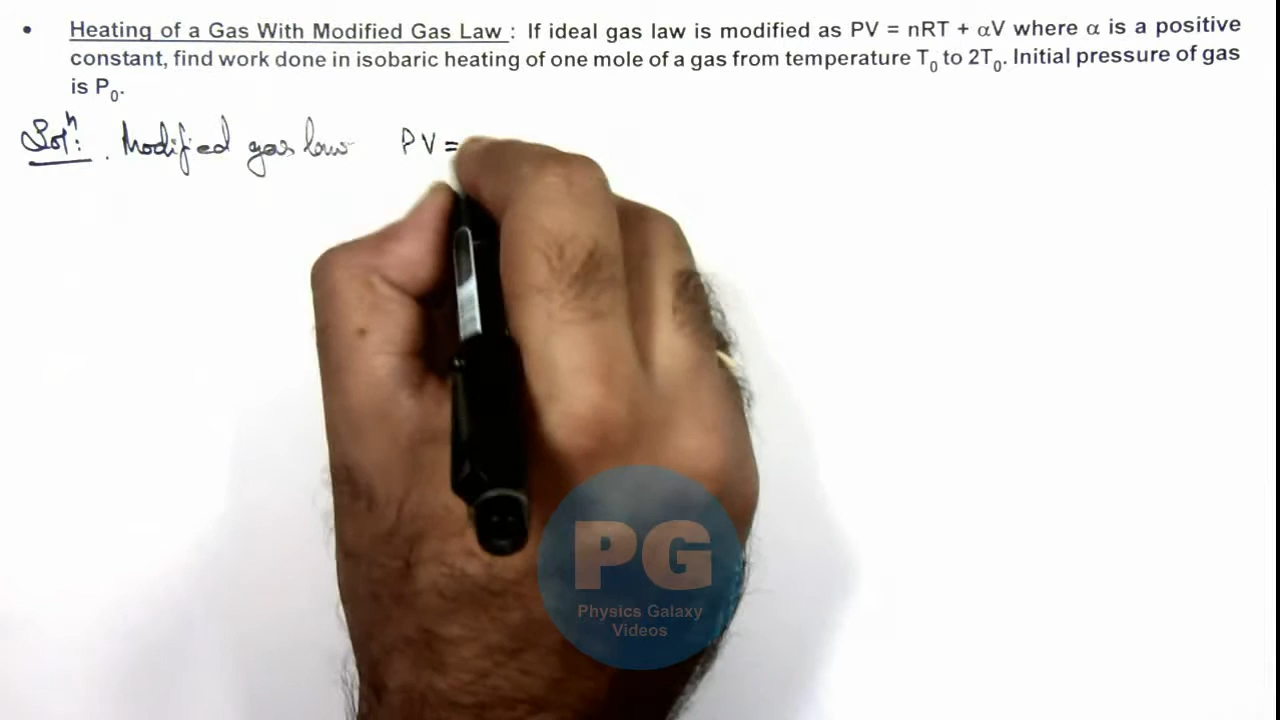 • Heating of a Gas With Modified Gas Law : If ideal gas law is modified as PV = nRT + αV where α is a positive
constant, find work done in isobaric heating of one mole of a gas from temperature T₀ to 2T₀. Initial pressure of gas
is P₀.
Solⁿ: . Modified gas law PV =
PG
Physics Galaxy
Videos